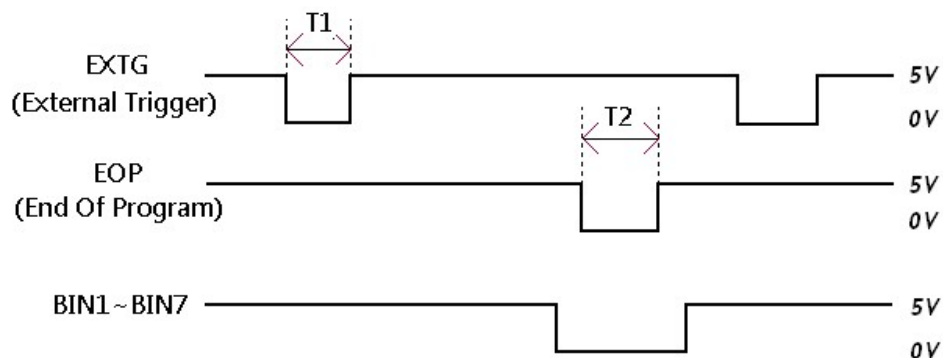 T1
EXTG
(External Trigger)
5V
0V
T2
EOP
(End Of Program)
5V
0V
BIN1~BIN7
5V
0V